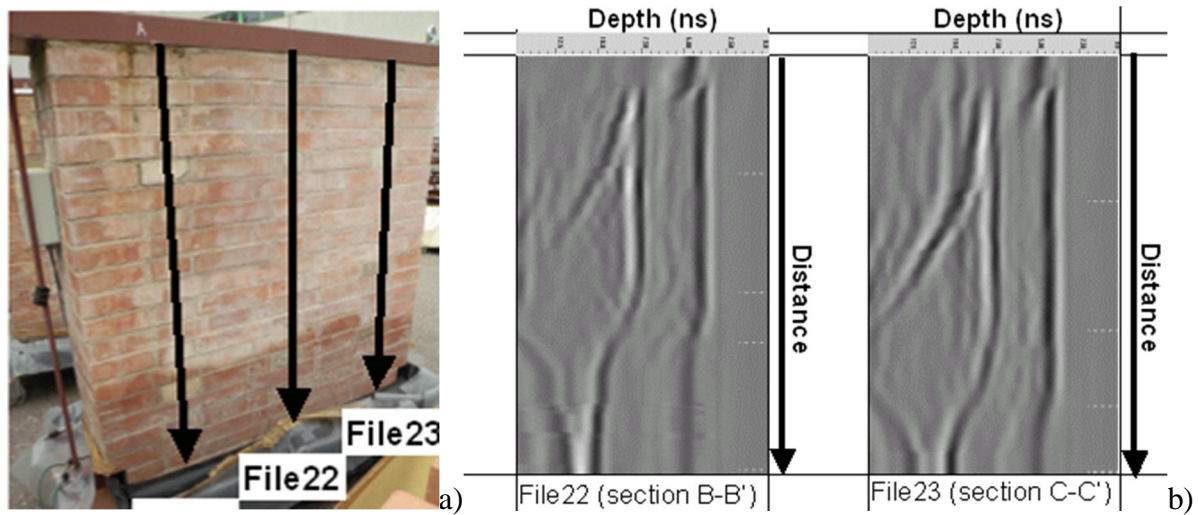 A
File22
File23
a)
Depth (ns)
Distance
File22 (section B-B')
Depth (ns)
Distance
File23 (section C-C')
b)